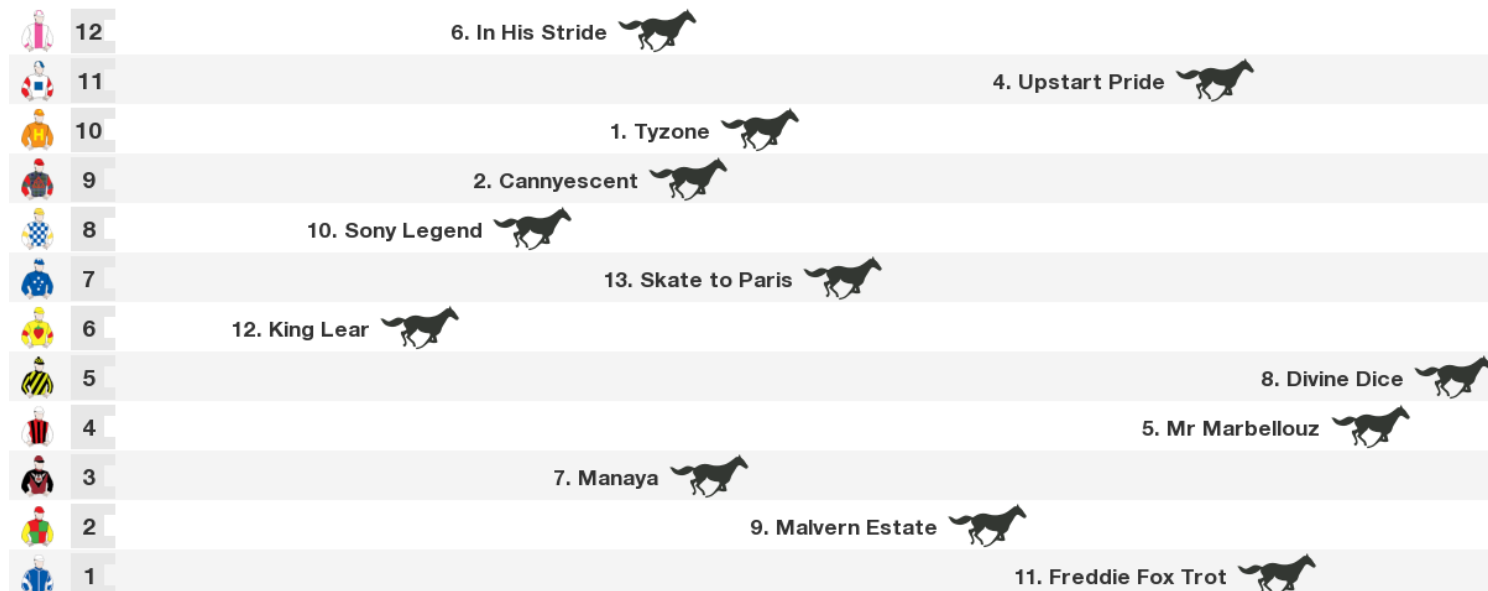 12 6. In His Stride
11 4. Upstart Pride
H 10 1. Tyzone
9 2. Cannyescent
8 10. Sony Legend
7 13. Skate to Paris
6 12. King Lear
5 8. Divine Dice
4 5. Mr Marbellouz
3 7. Manaya
2 9. Malvern Estate
1 11. Freddie Fox Trot